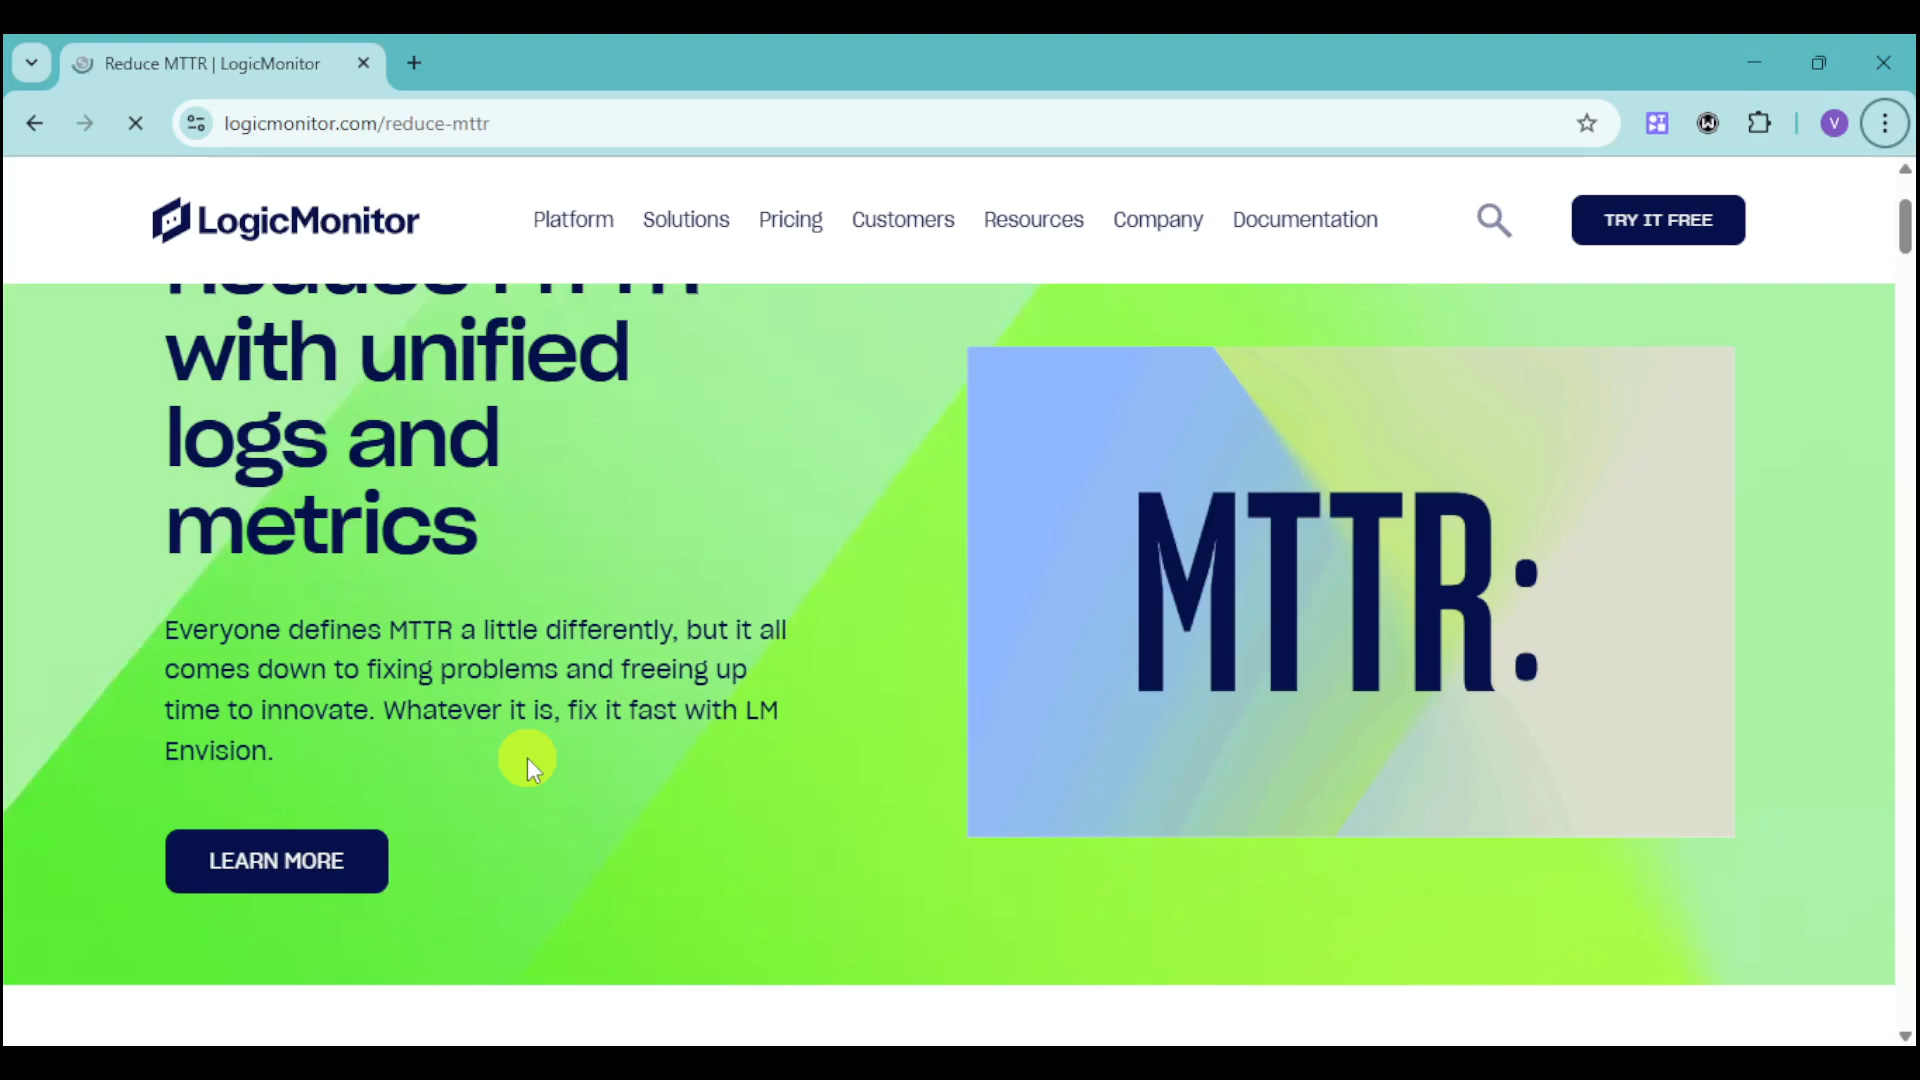 Reduce MTTR | LogicMonitor
logicmonitor.com/reduce-mttr
V
LogicMonitor
Platform
Solutions
Pricing
Customers
Resources
Company
Documentation
TRY IT FREE
Reduce MTTR
with unified
logs and
metrics
Everyone defines MTTR a little differently, but it all
comes down to fixing problems and freeing up
time to innovate. Whatever it is, fix it fast with LM
Envision.
LEARN MORE
MTTR: